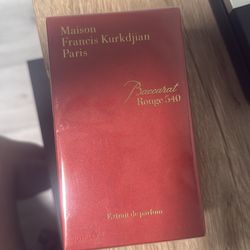 Maison
Francis Kurkdjian
Paris
Baccarat
Rouge 540
Extrait de parfum